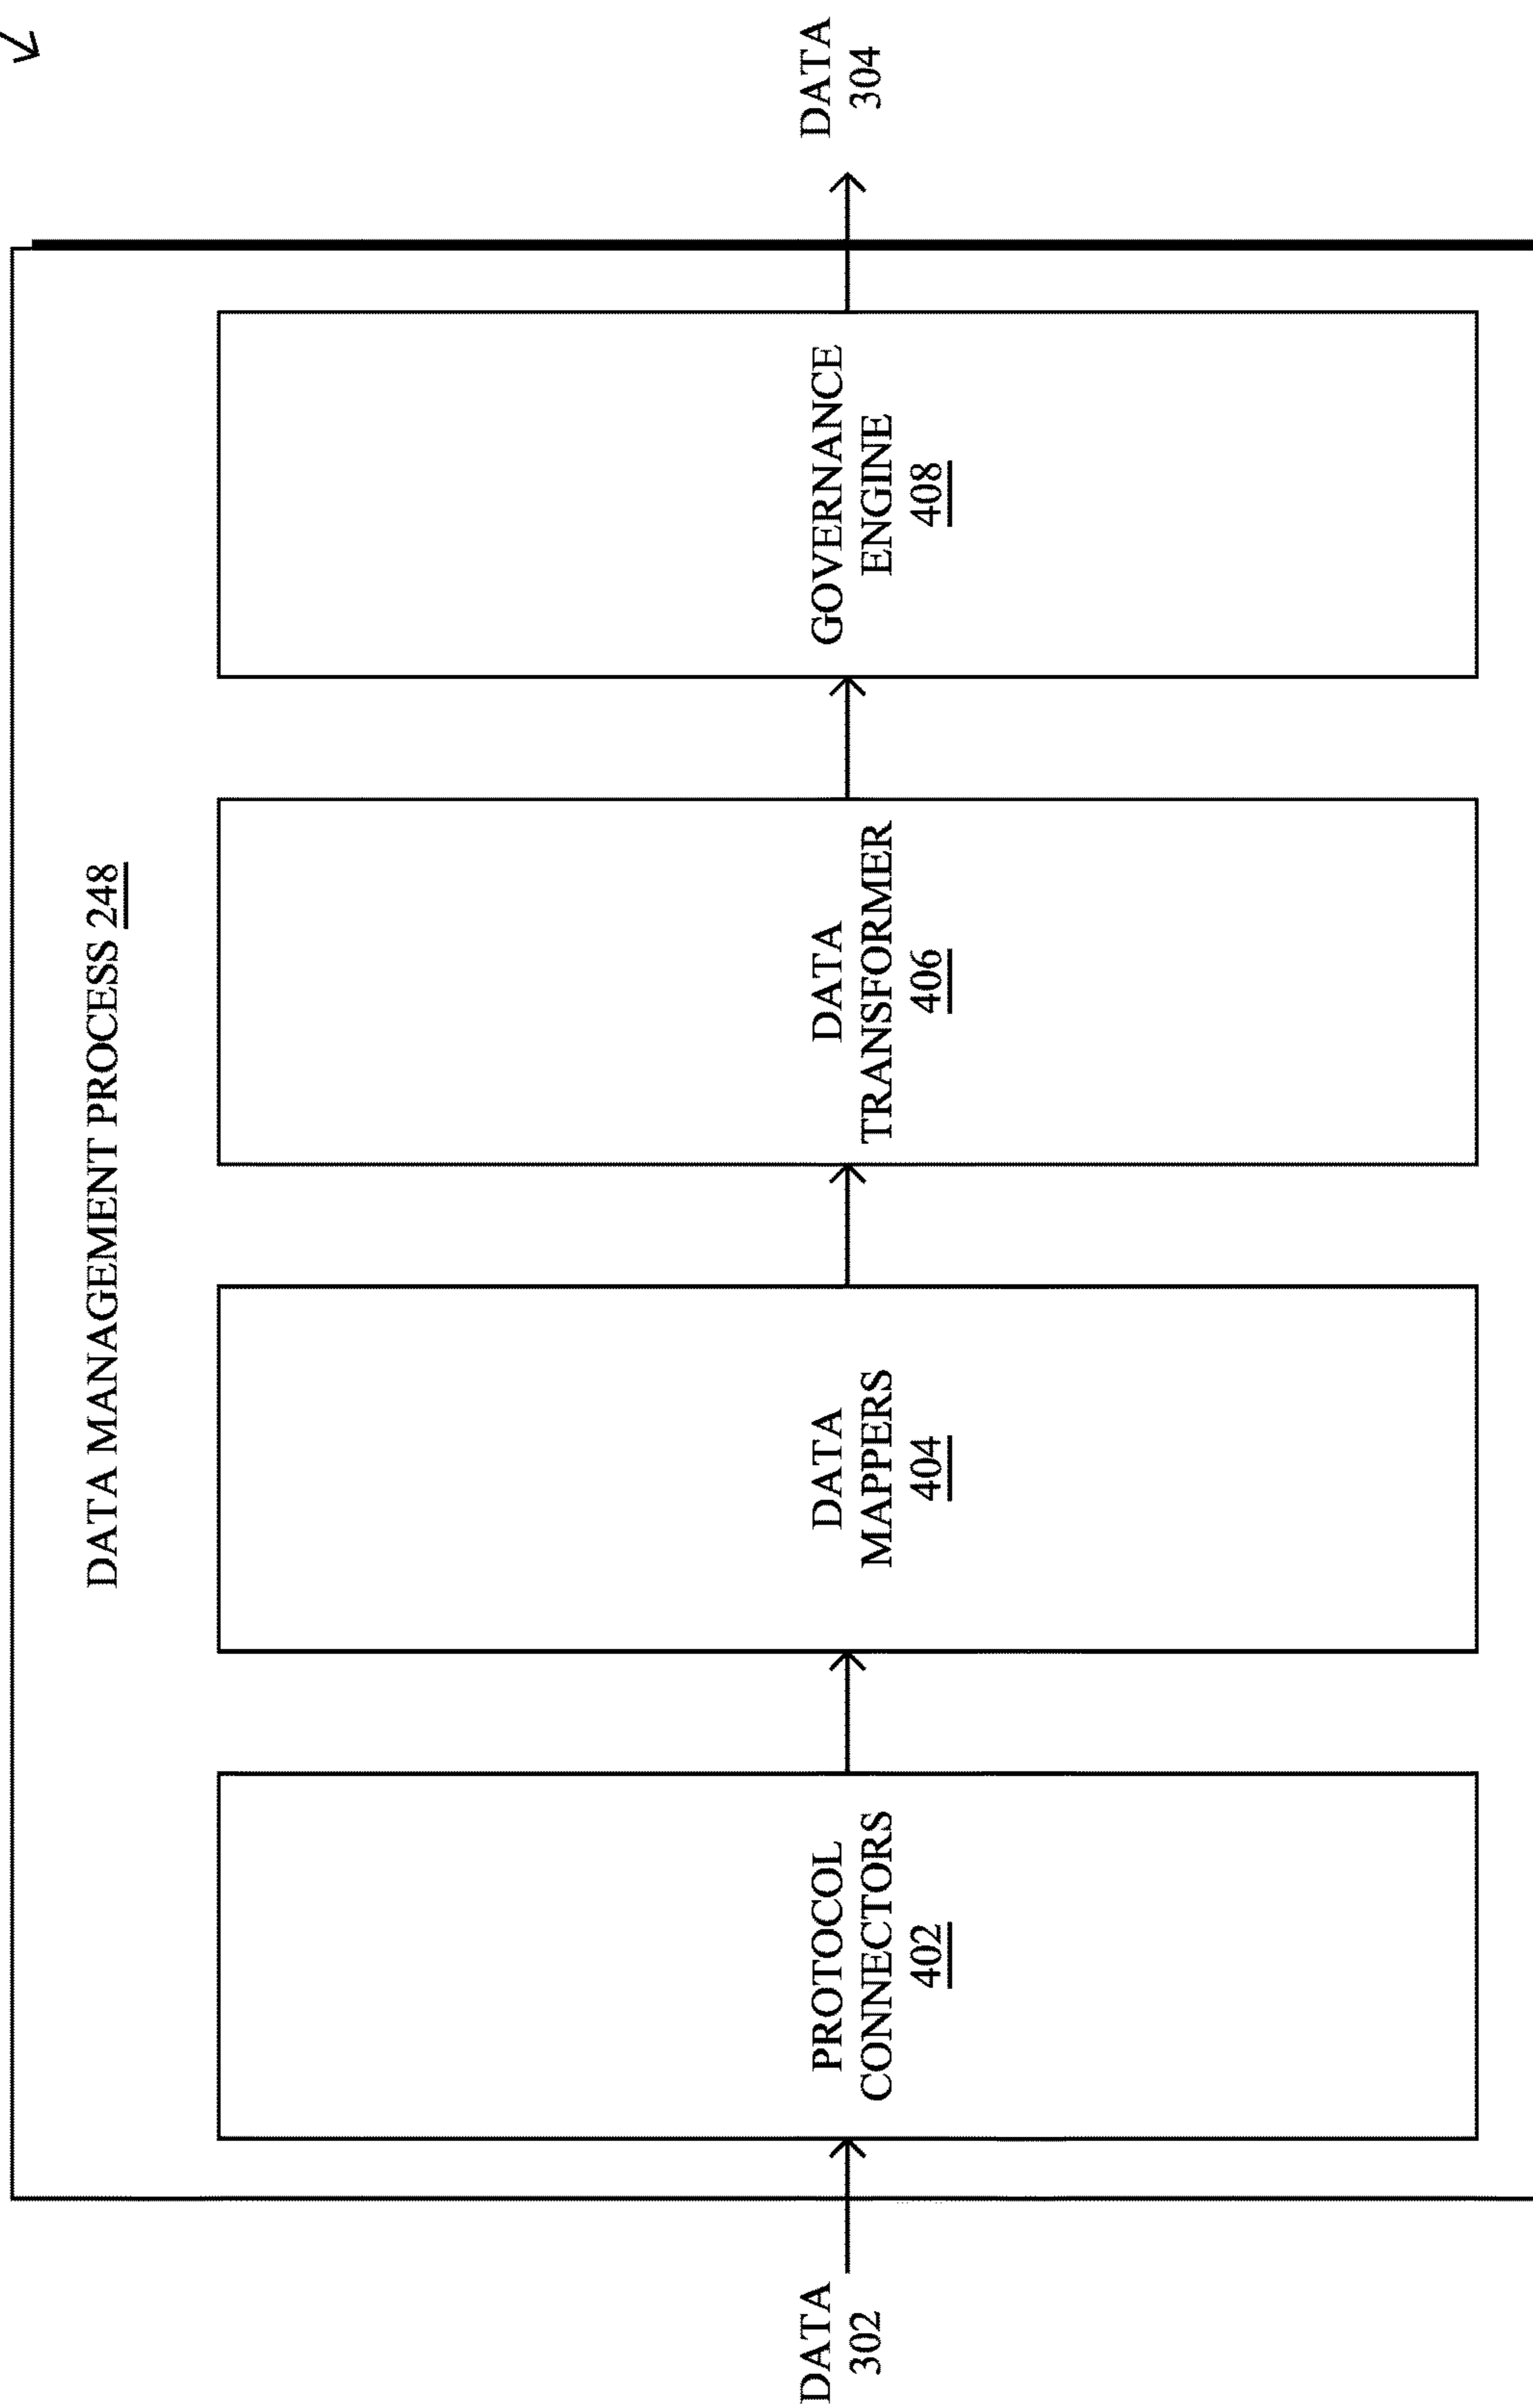 DATA MANAGEMENT PROCESS 248
DATA
302
PROTOCOL
CONNECTORS
402
DATA
MAPPERS
404
DATA
TRANSFORMER
406
GOVERNANCE
ENGINE
408
DATA
304